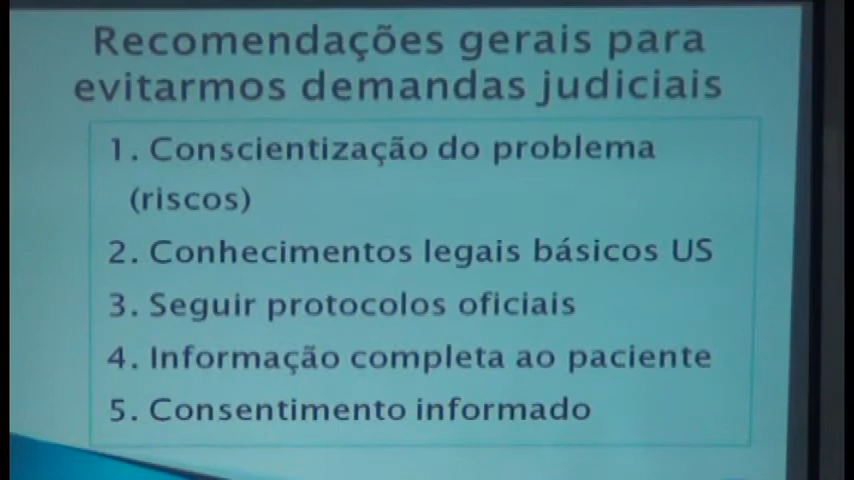 Recomendações gerais para
evitarmos demandas judiciais
1. Conscientização do problema
(riscos)
2. Conhecimentos legais básicos US
3. Seguir protocolos oficiais
4. Informação completa ao paciente
5. Consentimento informado